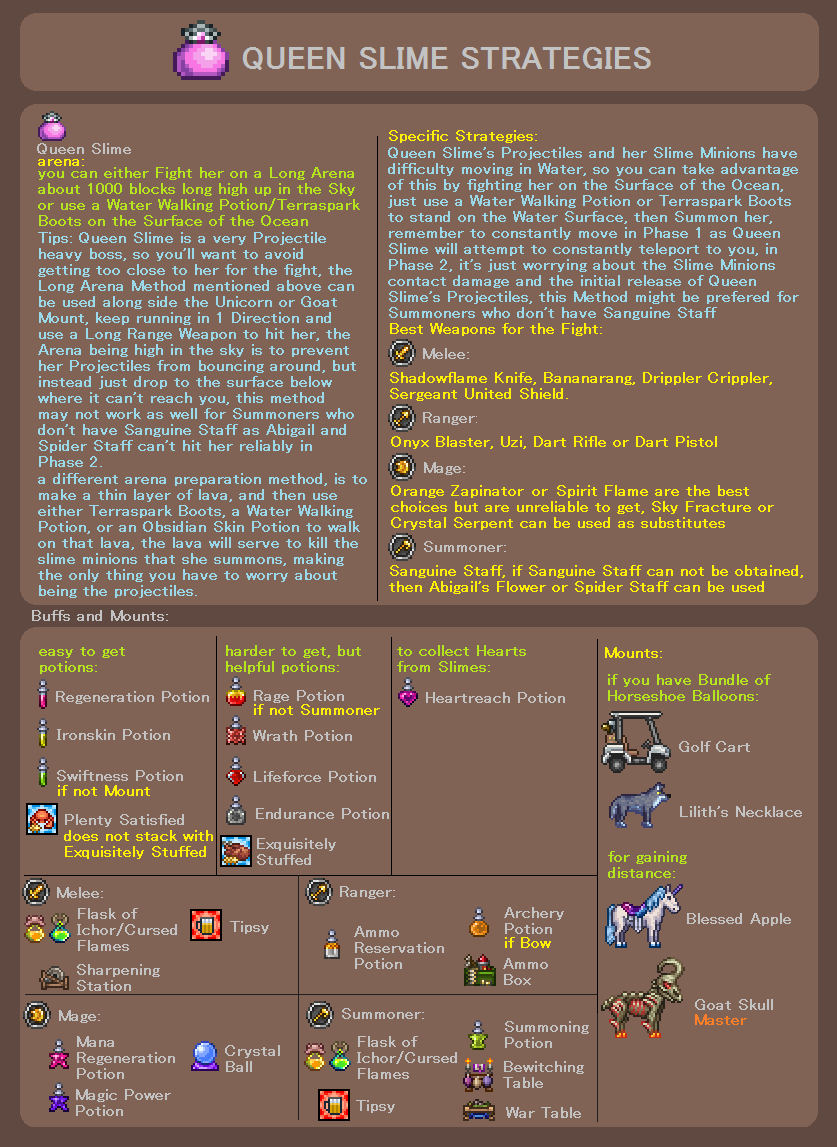 QUEEN SLIME STRATEGIES
Queen Slime
arena:
you can either Fight her on a Long Arena
about 1000 blocks long high up in the Sky
or use a Water Walking Potion/Terraspark
Boots on the Surface of the Ocean
Tips: Queen Slime is a very Projectile
heavy boss, so you'll want to avoid
getting too close to her for the fight, the
Long Arena Method mentioned above can
be used along side the Unicorn or Goat
Mount, keep running in 1 Direction and
use a Long Range Weapon to hit her, the
Arena being high in the sky is to prevent
her Projectiles from bouncing around, but
instead just drop to the surface below
where it can't reach you, this method
may not work as well for Summoners who
don't have Sanguine Staff as Abigail and
Spider Staff can't hit her reliably in
Phase 2.
a different arena preparation method, is to
make a thin layer of lava, and then use
either Terraspark Boots, a Water Walking
Potion, or an Obsidian Skin Potion to walk
on that lava, the lava will serve to kill the
slime minions that she summons, making
the only thing you have to worry about
being the projectiles.
Specific Strategies:
Queen Slime's Projectiles and her Slime Minions have
difficulty moving in Water, so you can take advantage
of this by fighting her on the Surface of the Ocean,
just use a Water Walking Potion or Terraspark Boots
to stand on the Water Surface, then Summon her,
remember to constantly move in Phase 1 as Queen
Slime will attempt to constantly teleport to you, in
Phase 2, it's just worrying about the Slime Minions
contact damage and the initial release of Queen
Slime's Projectiles, this Method might be prefered for
Summoners who don't have Sanguine Staff
Best Weapons for the Fight:
Melee:
Shadowflame Knife, Bananarang, Drippler Crippler,
Sergeant United Shield.
Ranger:
Onyx Blaster, Uzi, Dart Rifle or Dart Pistol
Mage:
Orange Zapinator or Spirit Flame are the best
choices but are unreliable to get, Sky Fracture or
Crystal Serpent can be used as substitutes
Summoner:
Sanguine Staff, if Sanguine Staff can not be obtained,
then Abigail's Flower or Spider Staff can be used
Buffs and Mounts:
easy to get
potions:
Regeneration Potion
Ironskin Potion
Swiftness Potion
if not Mount
Plenty Satisfied
does not stack with
Exquisitely Stuffed
harder to get, but
helpful potions:
Rage Potion
if not Summoner
Wrath Potion
Lifeforce Potion
Endurance Potion
Exquisitely
Stuffed
to collect Hearts
from Slimes:
Heartreach Potion
Mounts:
if you have Bundle of
Horseshoe Balloons:
Golf Cart
Lilith's Necklace
for gaining
distance:
Blessed Apple
Goat Skull
Master
Melee:
Flask of
Ichor/Cursed
Flames
Tipsy
Sharpening
Station
Ranger:
Ammo
Reservation
Potion
Archery
Potion
if Bow
Ammo
Box
Mage:
Mana
Regeneration
Potion
Crystal
Ball
Magic Power
Potion
Summoner:
Flask of
Ichor/Cursed
Flames
Tipsy
Summoning
Potion
Bewitching
Table
War Table